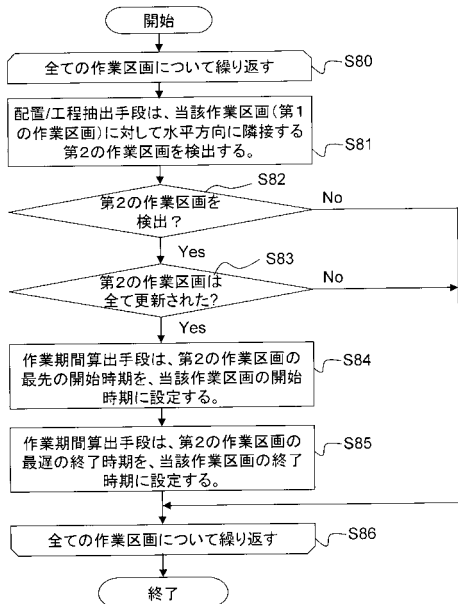 開始
全ての作業区画について繰り返す
S80
配置/工程抽出手段は、当該作業区画(第1
の作業区画)に対して水平方向に隣接する
第2の作業区画を検出する。
S81
S82
第2の作業区画を
検出?
No
Yes
S83
第2の作業区画は
全て更新された?
No
Yes
作業期間算出手段は、第2の作業区画の
最先の開始時期を、当該作業区画の開始
時期に設定する。
S84
作業期間算出手段は、第2の作業区画の
最遅の終了時期を、当該作業区画の終了
時期に設定する。
S85
全ての作業区画について繰り返す
S86
終了